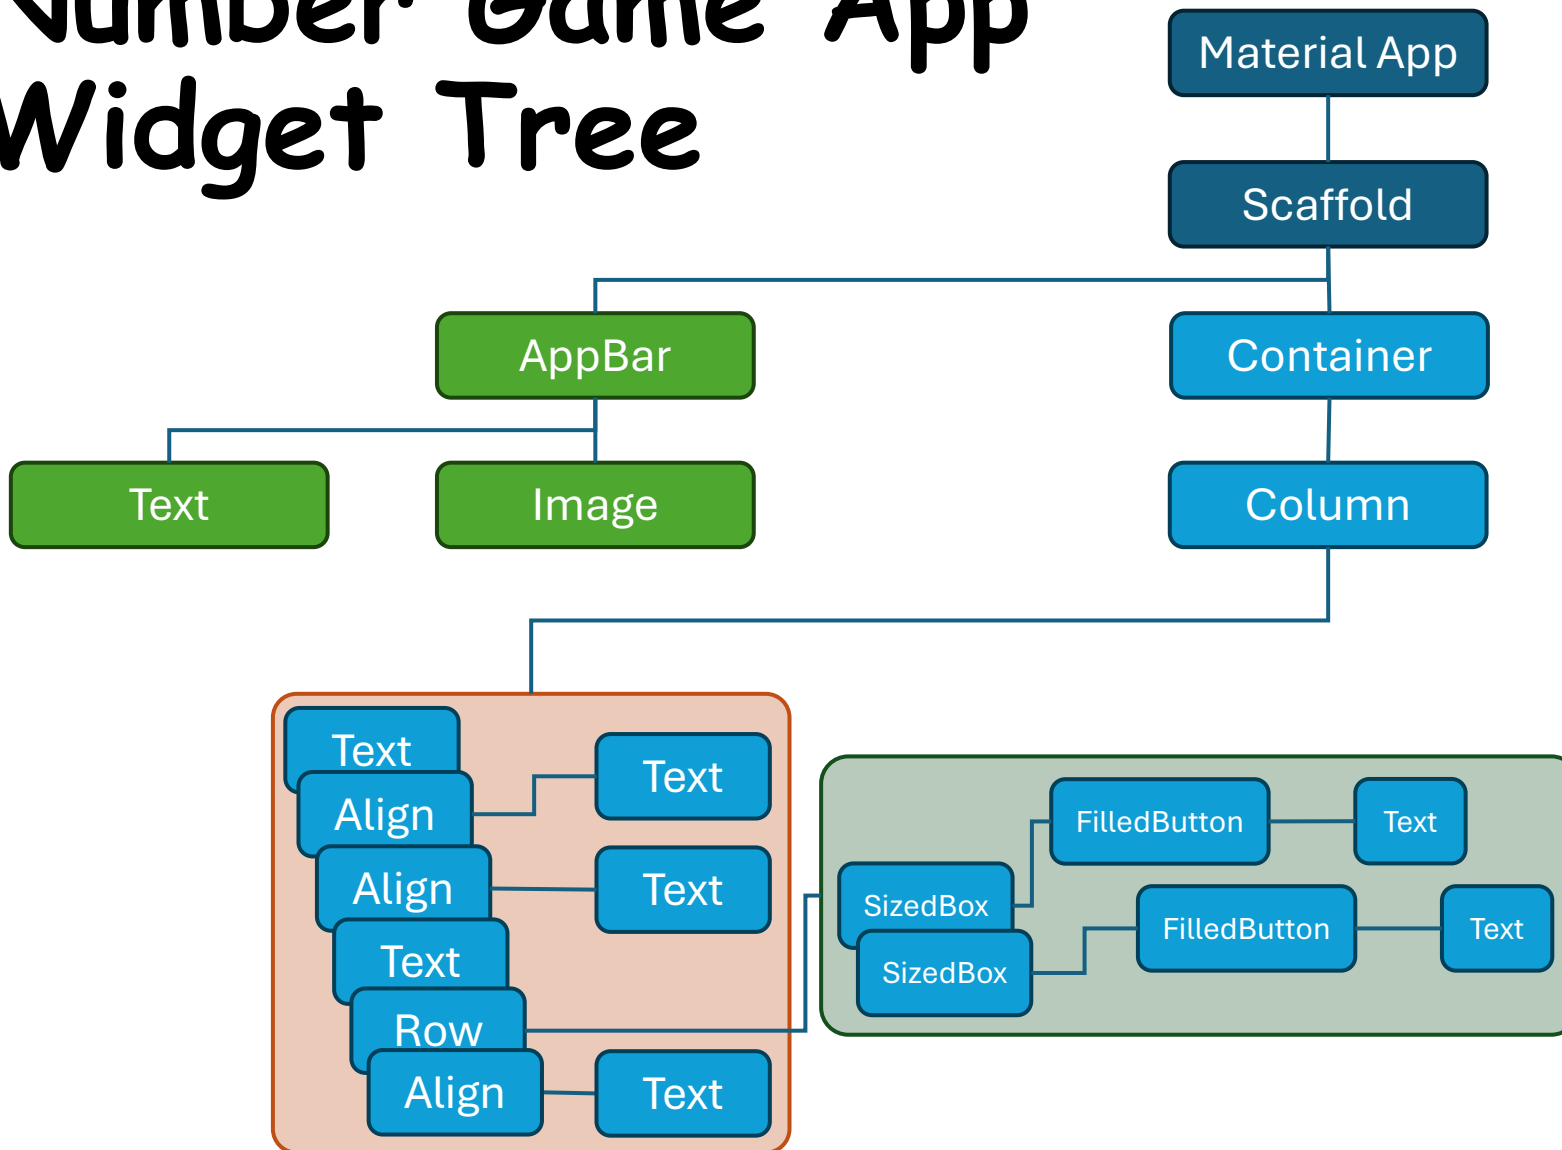 Number Game App
Widget Tree
Material App
Scaffold
AppBar
Container
Text
Image
Column
Text
Align
Text
Align
Text
Text
Row
Align
Text
SizedBox
FilledButton
Text
SizedBox
FilledButton
Text